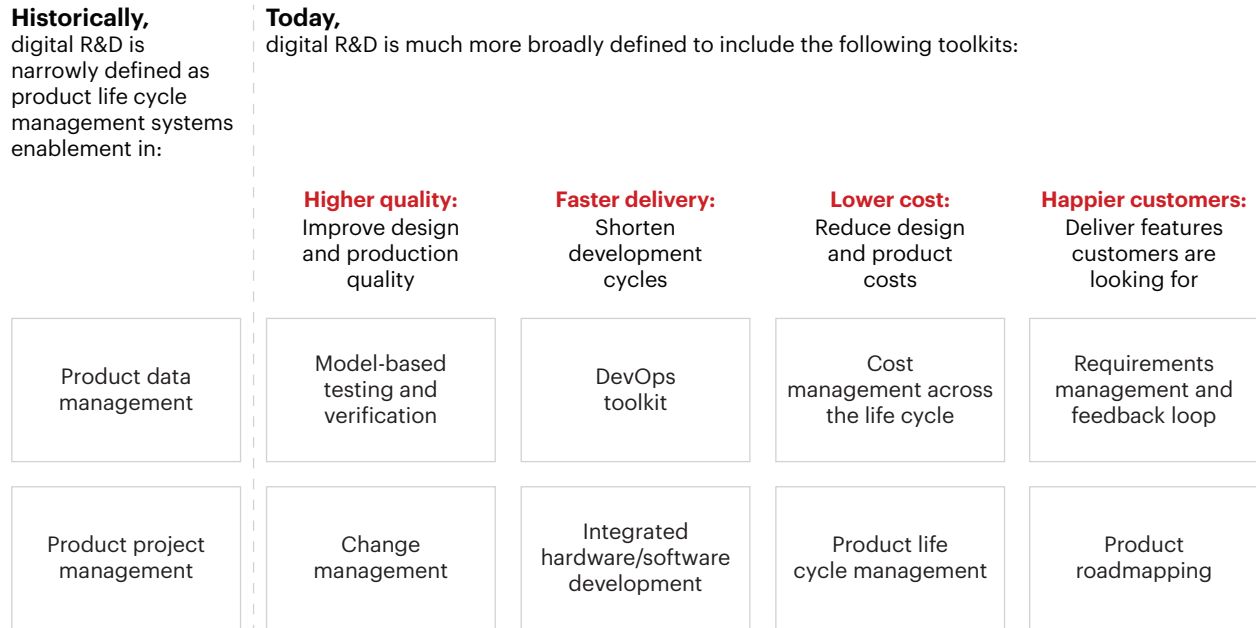 Historically,
digital R&D is
narrowly defined as
product life cycle
management systems
enablement in:
Today,
digital R&D is much more broadly defined to include the following toolkits:
Higher quality:
Improve design
and production
quality
Faster delivery:
Shorten
development
cycles
Lower cost:
Reduce design
and product
costs
Happier customers:
Deliver features
customers are
looking for
Product data
management
Model-based
testing and
verification
DevOps
toolkit
Cost
management across
the life cycle
Requirements
management and
feedback loop
Product project
management
Change
management
Integrated
hardware/software
development
Product life
cycle management
Product
roadmapping